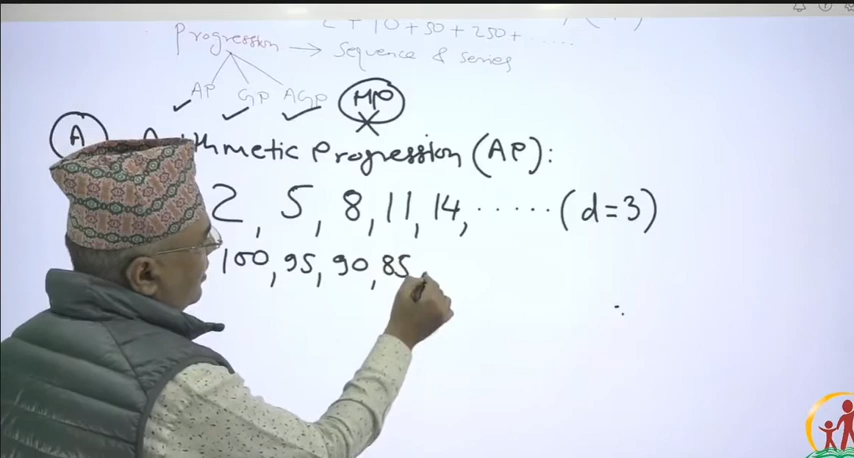 2 + 10 + 50 + 250 + ......
Progression → Sequence & series
AP GP AGP HP
A Arithmetic Progression (AP):
2, 5, 8, 11, 14, ...... (d=3)
100, 95, 90, 85